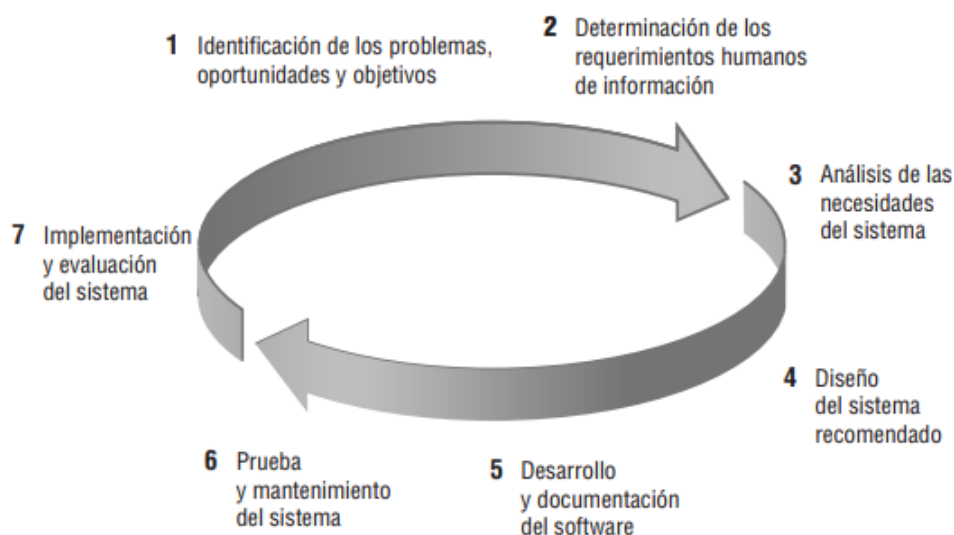 1 Identificación de los problemas,
oportunidades y objetivos
2 Determinación de los
requerimientos humanos
de información
3 Análisis de las
necesidades
del sistema
4 Diseño
del sistema
recomendado
5 Desarrollo
y documentación
del software
6 Prueba
y mantenimiento
del sistema
7 Implementación
y evaluación
del sistema